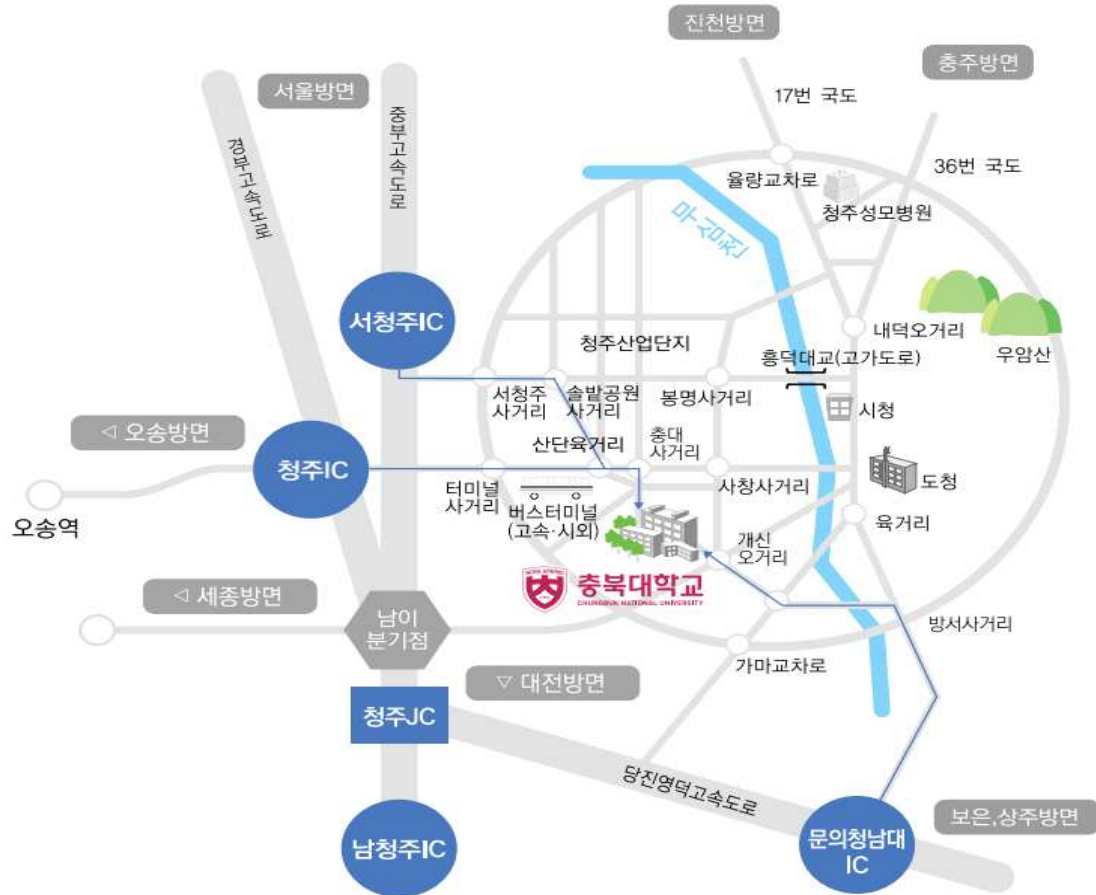 진천방면
서울방면
충주방면
17번 국도
중부고속도로
경부고속도로
36번 국도
율량교차로
청주성모병원
무심천
서청주IC
내덕오거리
우암산
청주산업단지
흥덕대교(고가도로)
서청주
사거리
솔밭공원
사거리
봉명사거리
시청
◁ 오송방면
산단육거리
충대
사거리
청주IC
터미널
사거리
버스터미널
(고속·시외)
사창사거리
도청
오송역
육거리
개신
오거리
충북대학교
CHUNGBUK NATIONAL UNIVERSITY
◁ 세종방면
남이
분기점
방서사거리
가마교차로
▽ 대전방면
청주JC
당진영덕고속도로
남청주IC
문의청남대
IC
보은,상주방면